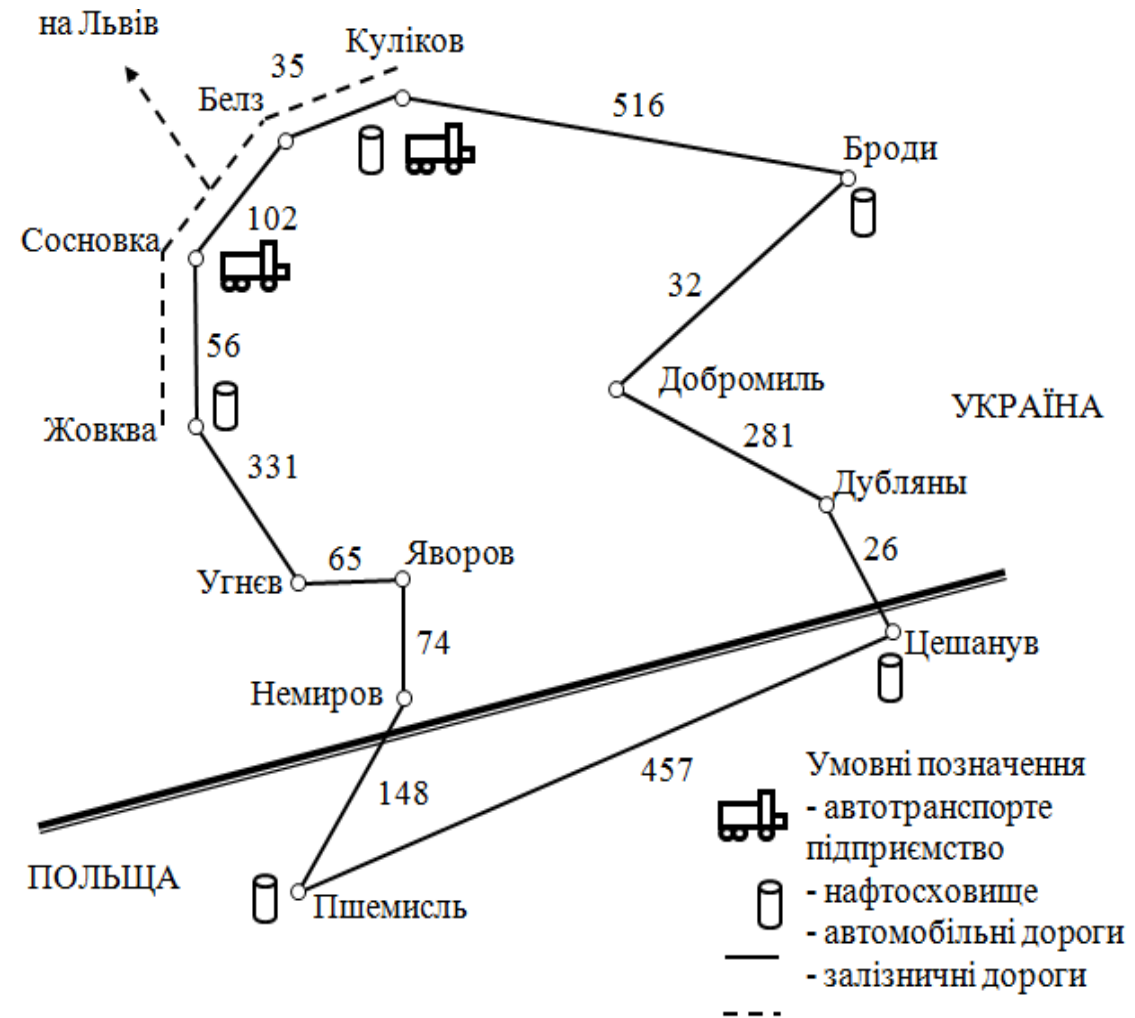 на Львів
Куліков
35
Белз
516
Броди
102
Сосновка
32
56
Добромиль
УКРАЇНА
Жовква
281
331
Дубляны
65
Яворов
26
Угнєв
74
Цешанув
Немиров
457
148
Умовні позначення
- автотранспорте
підприємство
ПОЛЬЩА
- нафтосховище
Пшемисль
- автомобільні дороги
- залізничні дороги